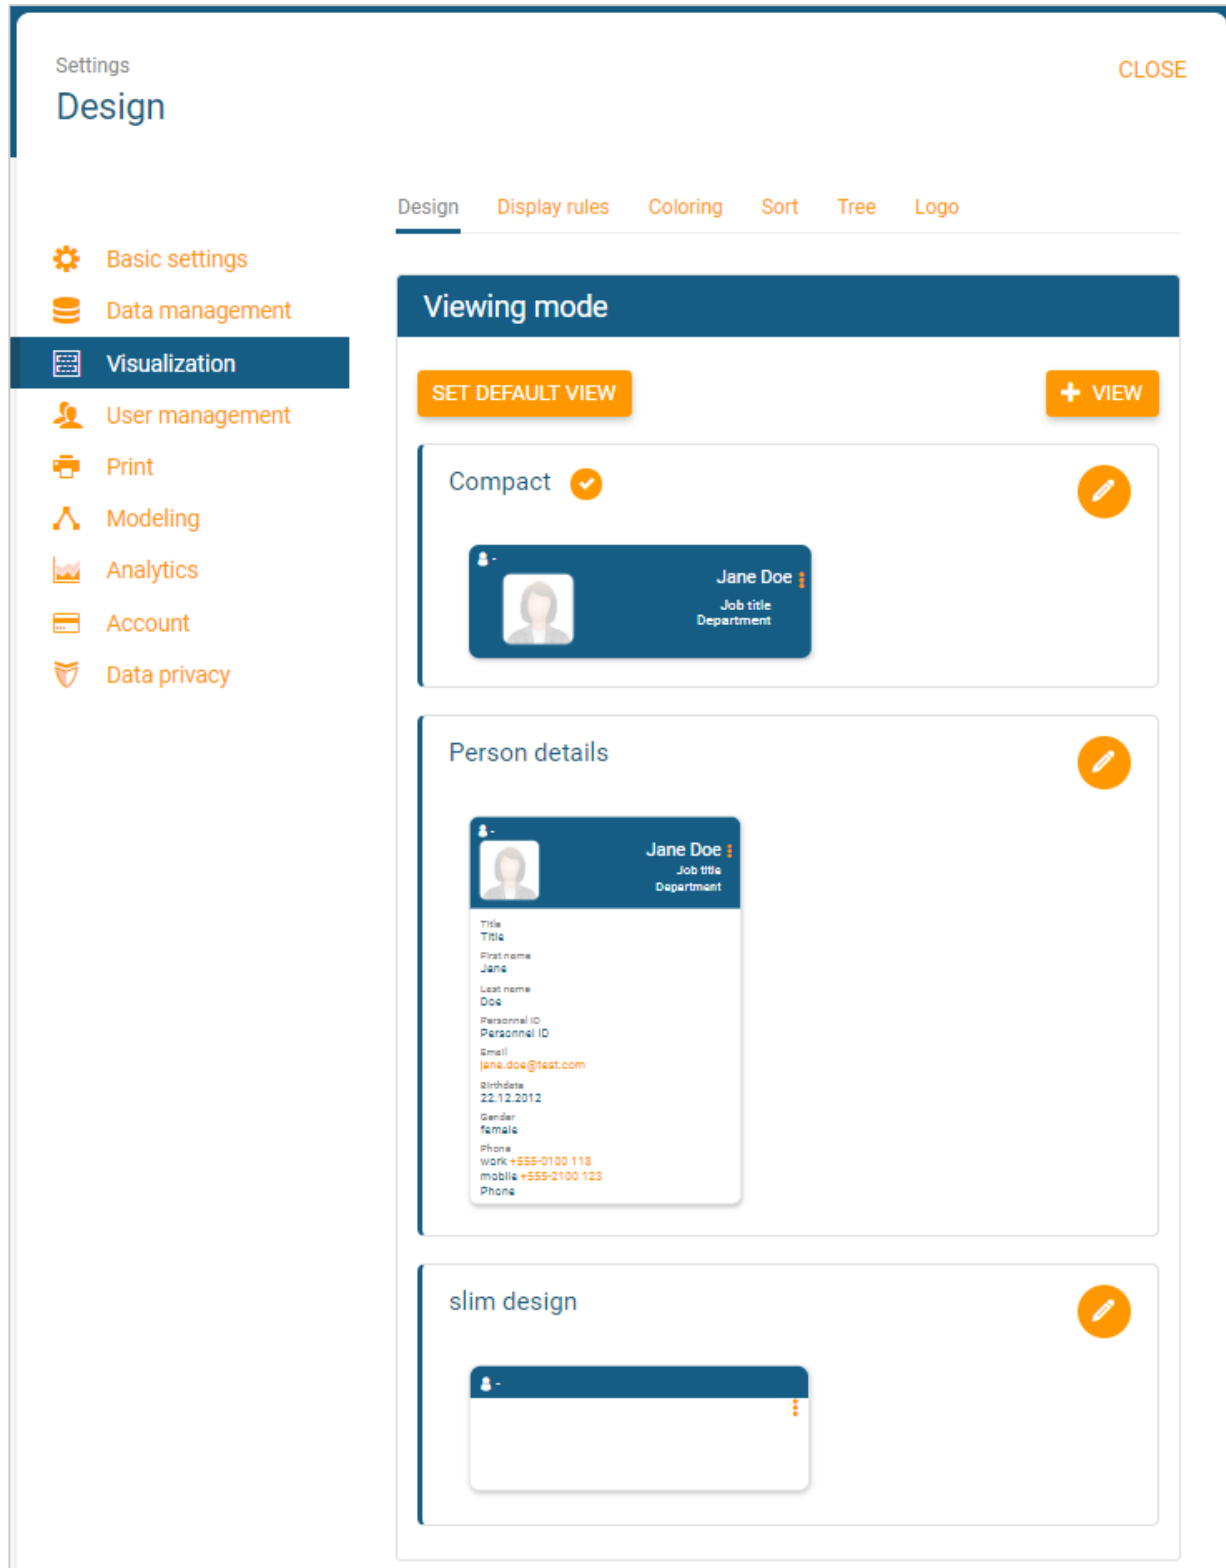 Settings
CLOSE
Design
Design Display rules Coloring Sort Tree Logo
Basic settings
Data management
Visualization
User management
Print
Modeling
Analytics
Account
Data privacy
Viewing mode
SET DEFAULT VIEW
+ VIEW
Compact
-
Jane Doe
Job title
Department
Person details
-
Jane Doe
Job title
Department
Title
Title
First name
Jane
Last name
Doe
Personnel ID
Personnel ID
Email
jane.doe@test.com
Birthdate
22.12.2012
Gender
female
Phone
work +555-0100 118
mobile +555-2100 123
Phone
slim design
-